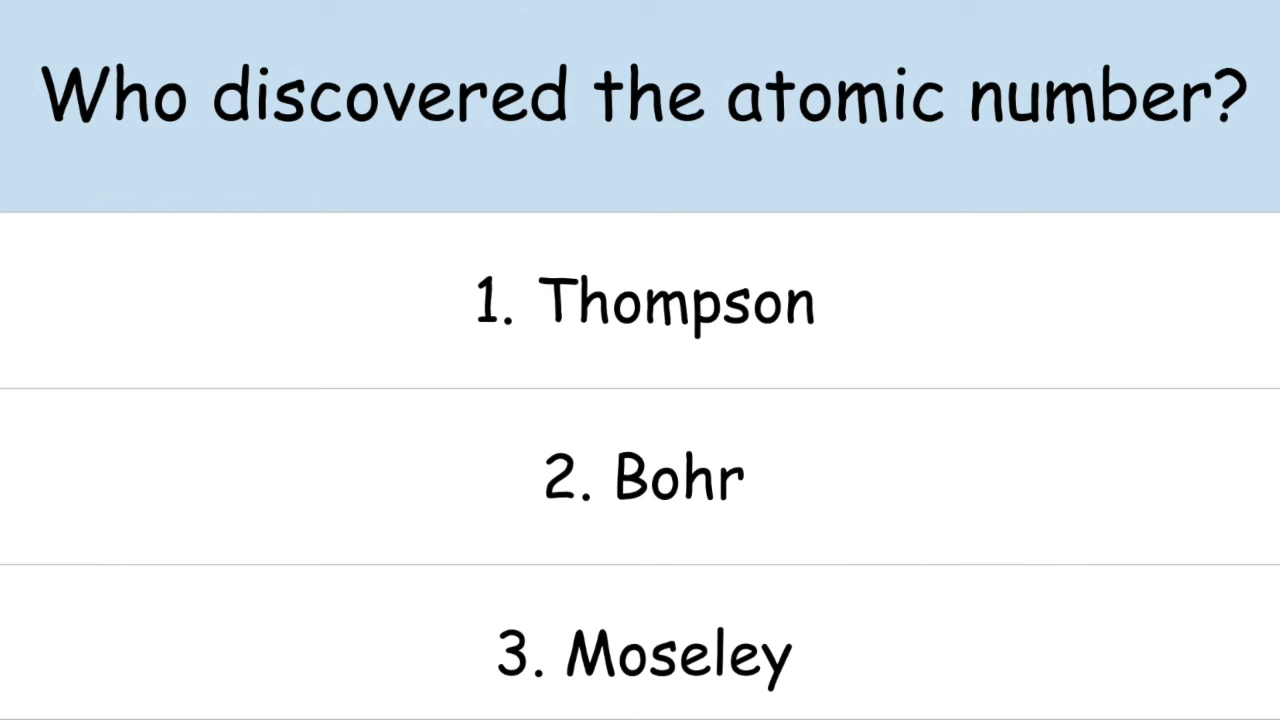 Who discovered the atomic number?
1. Thompson
2. Bohr
3. Moseley